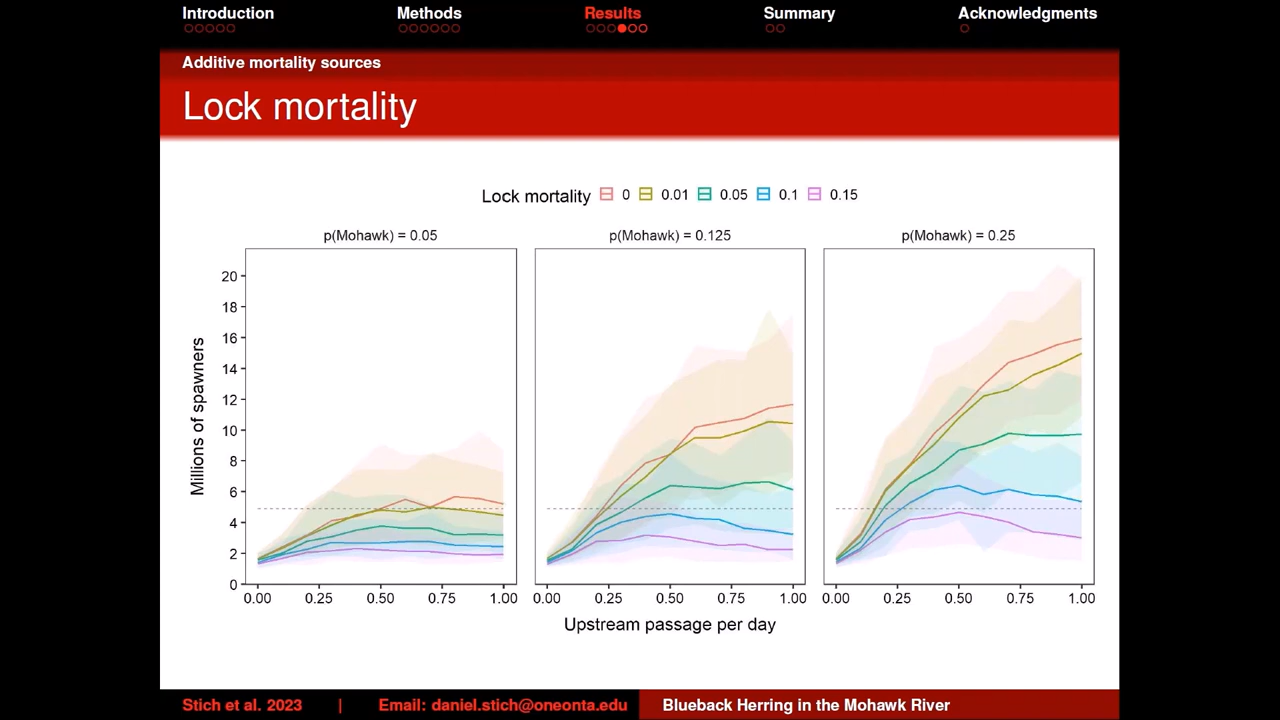 Introduction Methods Results Summary Acknowledgments
Additive mortality sources
Lock mortality
Lock mortality 0 0.01 0.05 0.1 0.15
p(Mohawk) = 0.05 p(Mohawk) = 0.125 p(Mohawk) = 0.25
Millions of spawners
20
18
16
14
12
10
8
6
4
2
0
0.00 0.25 0.50 0.75 1.00 0.00 0.25 0.50 0.75 1.00 0.00 0.25 0.50 0.75 1.00
Upstream passage per day
Stich et al. 2023 | Email: daniel.stich@oneonta.edu Blueback Herring in the Mohawk River